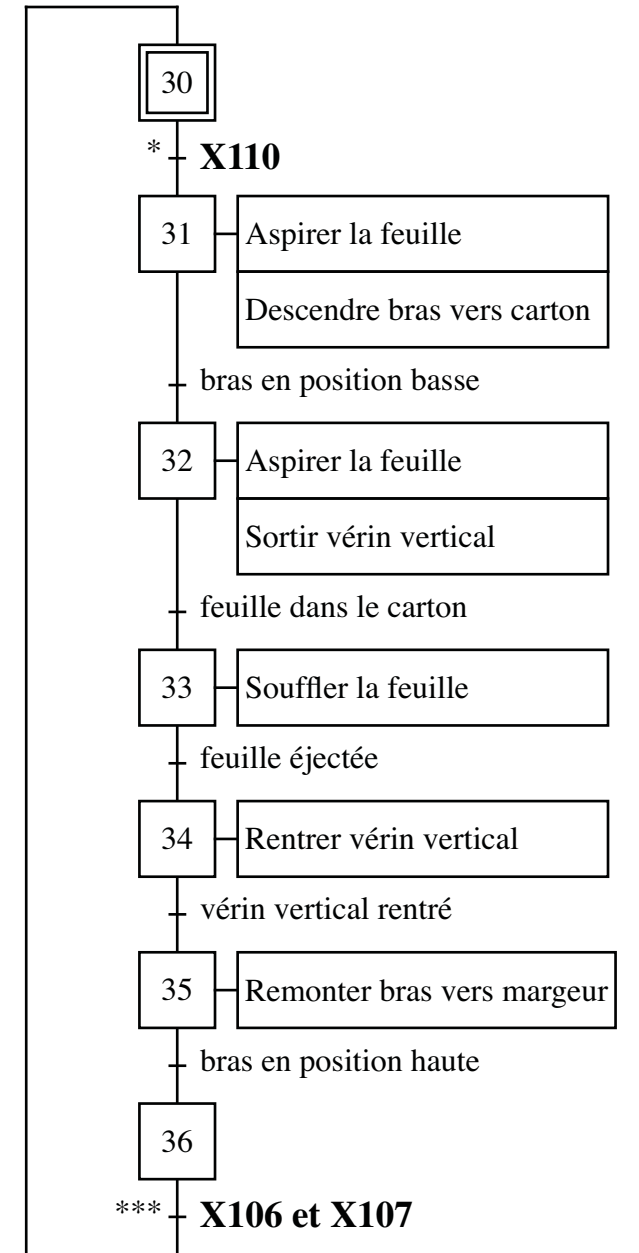 30
* X110
31 Aspirer la feuille
Descendre bras vers carton
bras en position basse
32 Aspirer la feuille
Sortir vérin vertical
feuille dans le carton
33 Souffler la feuille
feuille éjectée
34 Rentrer vérin vertical
vérin vertical rentré
35 Remonter bras vers margeur
bras en position haute
36
*** X106 et X107